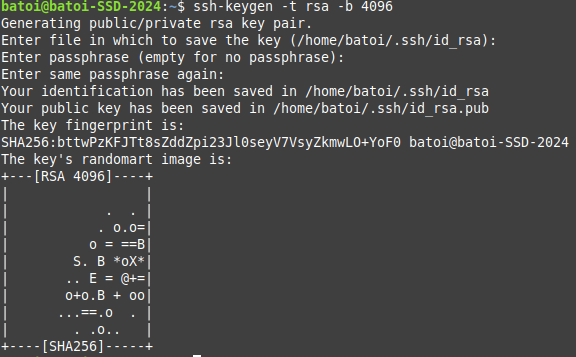 batoi@batoi-SSD-2024:~$ ssh-keygen -t rsa -b 4096
Generating public/private rsa key pair.
Enter file in which to save the key (/home/batoi/.ssh/id_rsa):
Enter passphrase (empty for no passphrase):
Enter same passphrase again:
Your identification has been saved in /home/batoi/.ssh/id_rsa
Your public key has been saved in /home/batoi/.ssh/id_rsa.pub
The key fingerprint is:
SHA256:bttwPzKFJTt8sZddZpi23Jl0seyV7VsyZkmwLO+YoF0 batoi@batoi-SSD-2024
The key's randomart image is:
+---[RSA 4096]----+
|                 |
|            .  . |
|           . o.o=|
|          o = ==B|
|        S. B *oX*|
|       .. E = @+=|
|       o+o.B + oo|
|      ...==.o  . |
|        . .o..   |
+----[SHA256]-----+